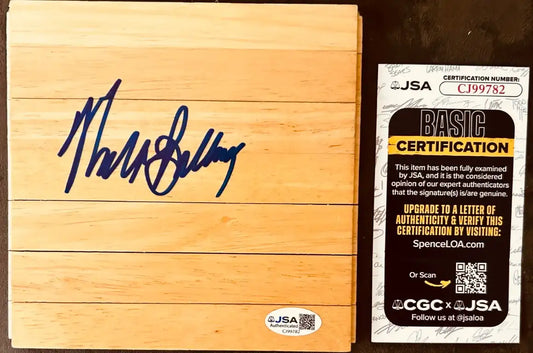 JSA
Authenticated
CJ99782
JSA
CERTIFICATION NUMBER:
CJ99782
BASIC
CERTIFICATION
This item has been fully examined
by JSA, and it is the considered
opinion of our expert authenticators
that the signature(s) is/are genuine.
UPGRADE TO A LETTER OF
AUTHENTICITY & VERIFY THIS
CERTIFICATION BY VISITING:
SpenceLOA.com
Or Scan
CGC x JSA
Follow us at @jsaloa